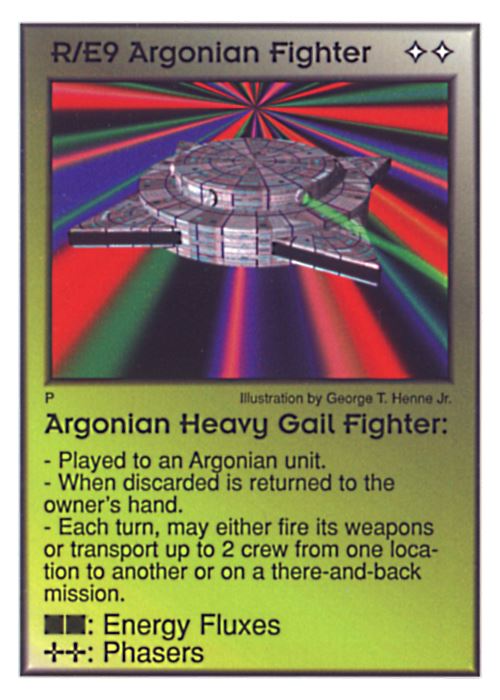 R/E9 Argonian Fighter ✧✧
P
Illustration by George T. Henne Jr.
Argonian Heavy Gail Fighter:
- Played to an Argonian unit.
- When discarded is returned to the
owner's hand.
- Each turn, may either fire its weapons
or transport up to 2 crew from one loca-
tion to another or on a there-and-back
mission.
■■: Energy Fluxes
✛✛: Phasers